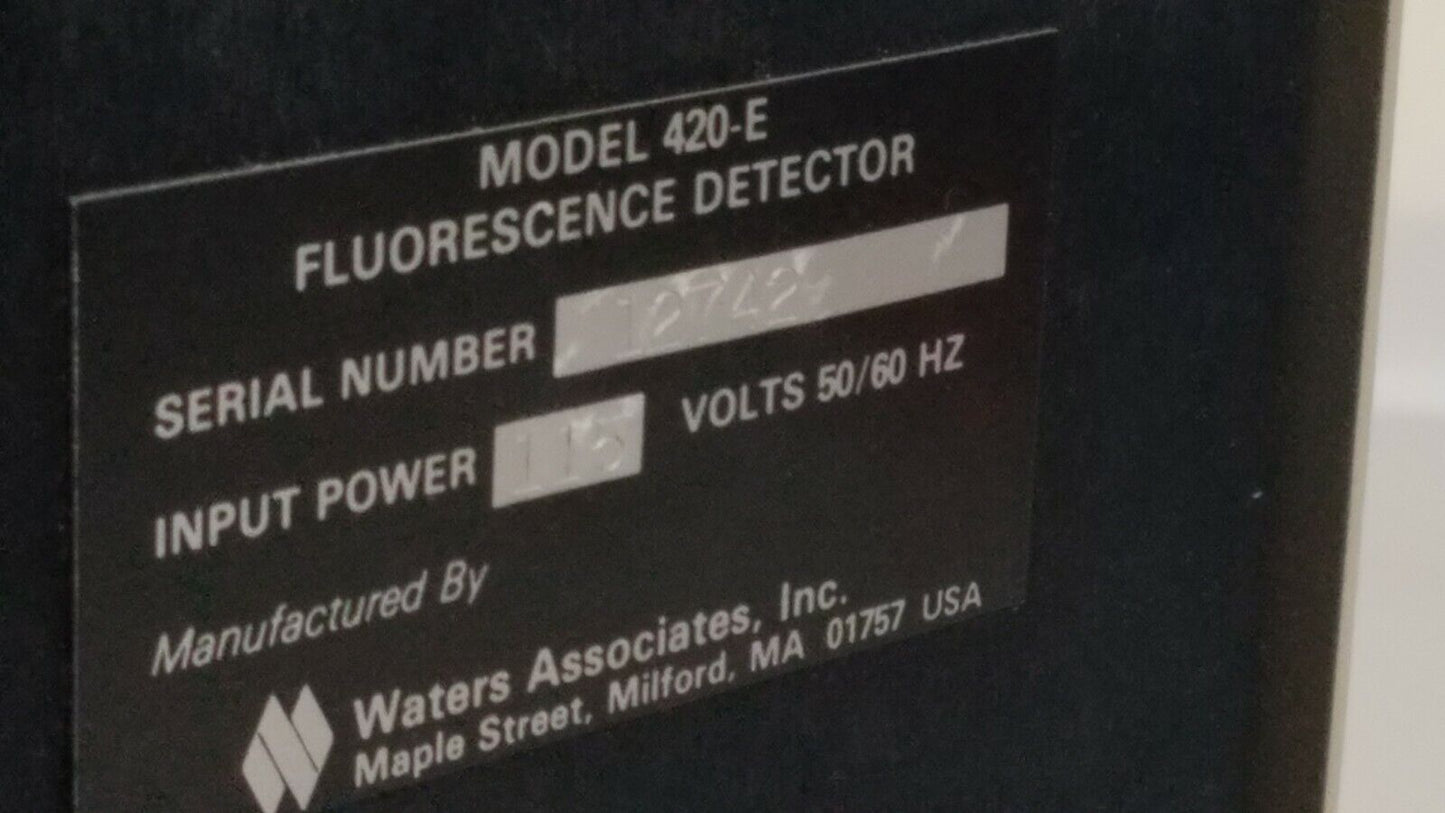 MODEL 420-E
FLUORESCENCE DETECTOR
SERIAL NUMBER
INPUT POWER 115 VOLTS 50/60 HZ
Manufactured By
Waters Associates, Inc.
Maple Street, Milford, MA 01757 USA